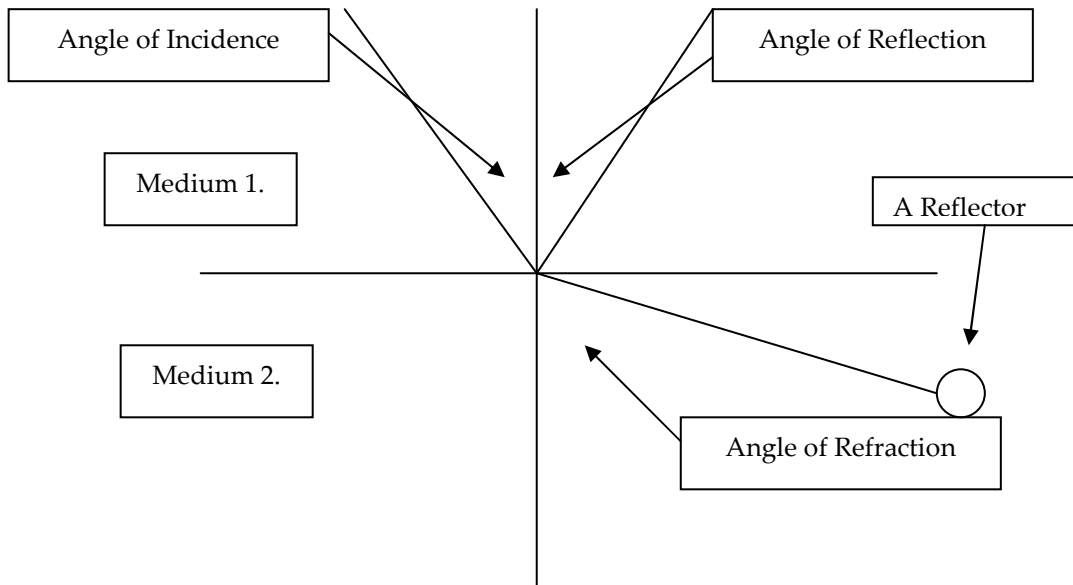 Angle of Incidence
Angle of Reflection
Medium 1.
A Reflector
Medium 2.
Angle of Refraction